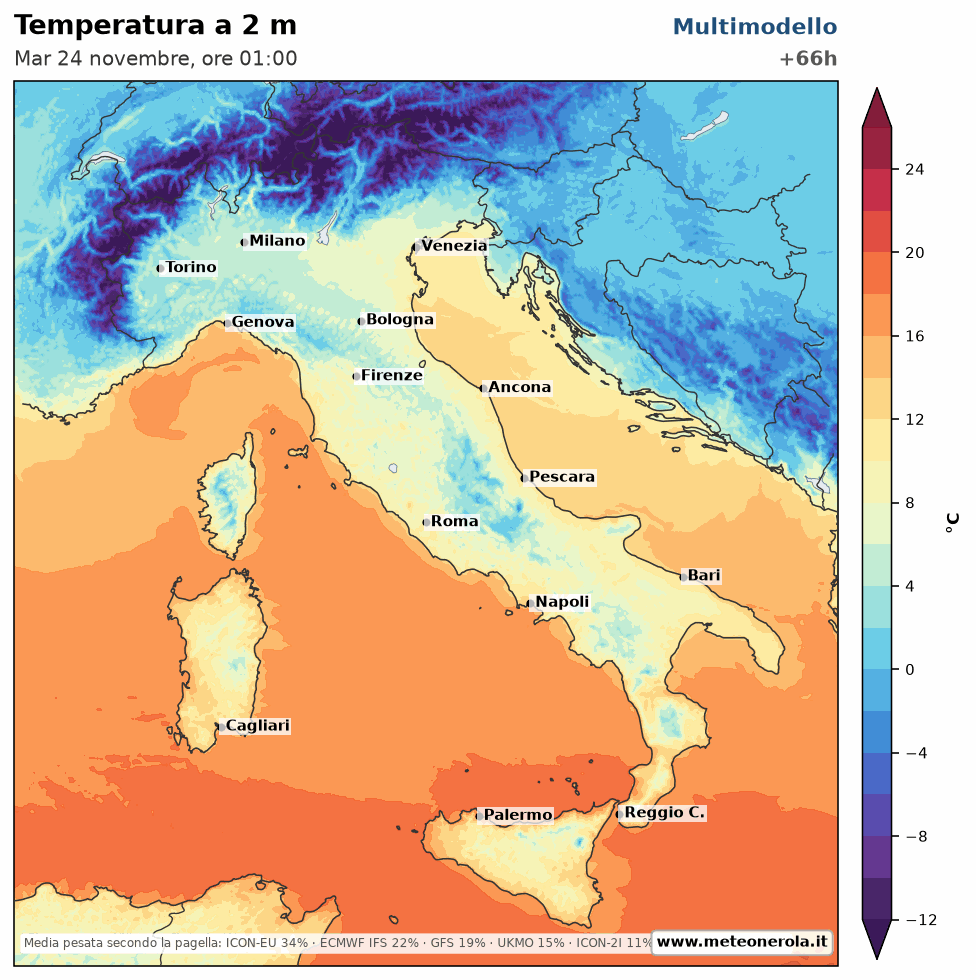 Temperatura a 2 m
Multimodello
Mar 24 novembre, ore 01:00
+66h
24
20
16
12
8
4
0
−4
−8
−12
°C
Milano
Venezia
Torino
Genova
Bologna
Firenze
Ancona
Pescara
Roma
Bari
Napoli
Cagliari
Palermo
Reggio C.
Media pesata secondo la pagella: ICON-EU 34% · ECMWF IFS 22% · GFS 19% · UKMO 15% · ICON-2I 11%
www.meteonerola.it